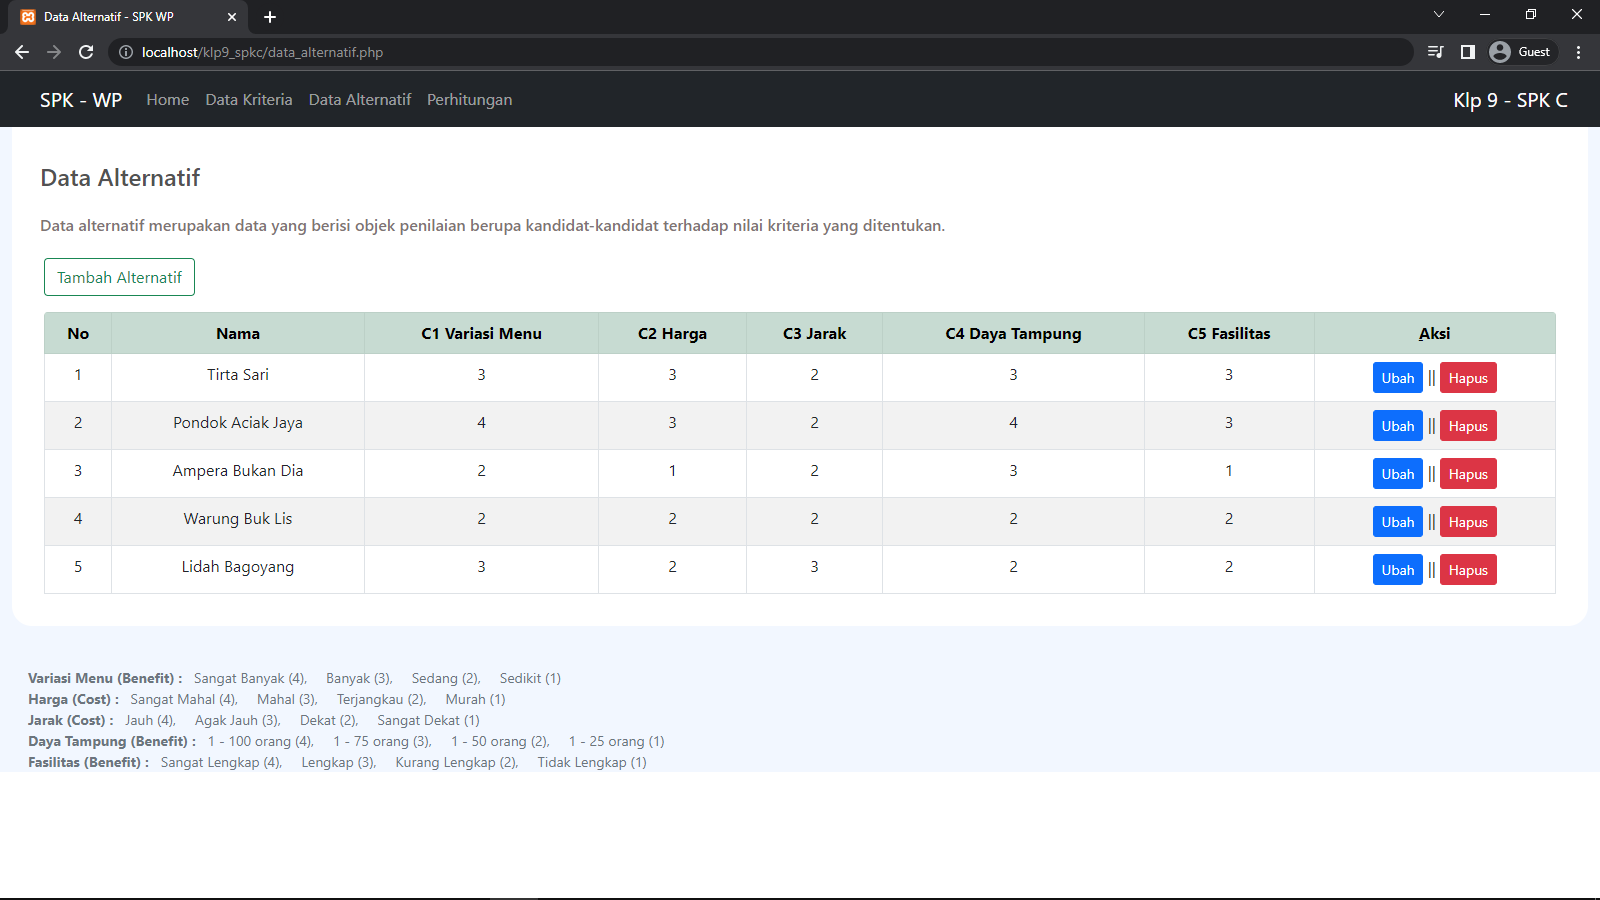 Data Alternatif - SPK WP
localhost/klp9_spkc/data_alternatif.php
Guest
SPK - WP Home Data Kriteria Data Alternatif Perhitungan Klp 9 - SPK C
Data Alternatif
Data alternatif merupakan data yang berisi objek penilaian berupa kandidat-kandidat terhadap nilai kriteria yang ditentukan.
Tambah Alternatif
No Nama C1 Variasi Menu C2 Harga C3 Jarak C4 Daya Tampung C5 Fasilitas Aksi
1 Tirta Sari 3 3 2 3 3 Ubah || Hapus
2 Pondok Aciak Jaya 4 3 2 4 3 Ubah || Hapus
3 Ampera Bukan Dia 2 1 2 3 1 Ubah || Hapus
4 Warung Buk Lis 2 2 2 2 2 Ubah || Hapus
5 Lidah Bagoyang 3 2 3 2 2 Ubah || Hapus
Variasi Menu (Benefit) : Sangat Banyak (4), Banyak (3), Sedang (2), Sedikit (1)
Harga (Cost) : Sangat Mahal (4), Mahal (3), Terjangkau (2), Murah (1)
Jarak (Cost) : Jauh (4), Agak Jauh (3), Dekat (2), Sangat Dekat (1)
Daya Tampung (Benefit) : 1 - 100 orang (4), 1 - 75 orang (3), 1 - 50 orang (2), 1 - 25 orang (1)
Fasilitas (Benefit) : Sangat Lengkap (4), Lengkap (3), Kurang Lengkap (2), Tidak Lengkap (1)